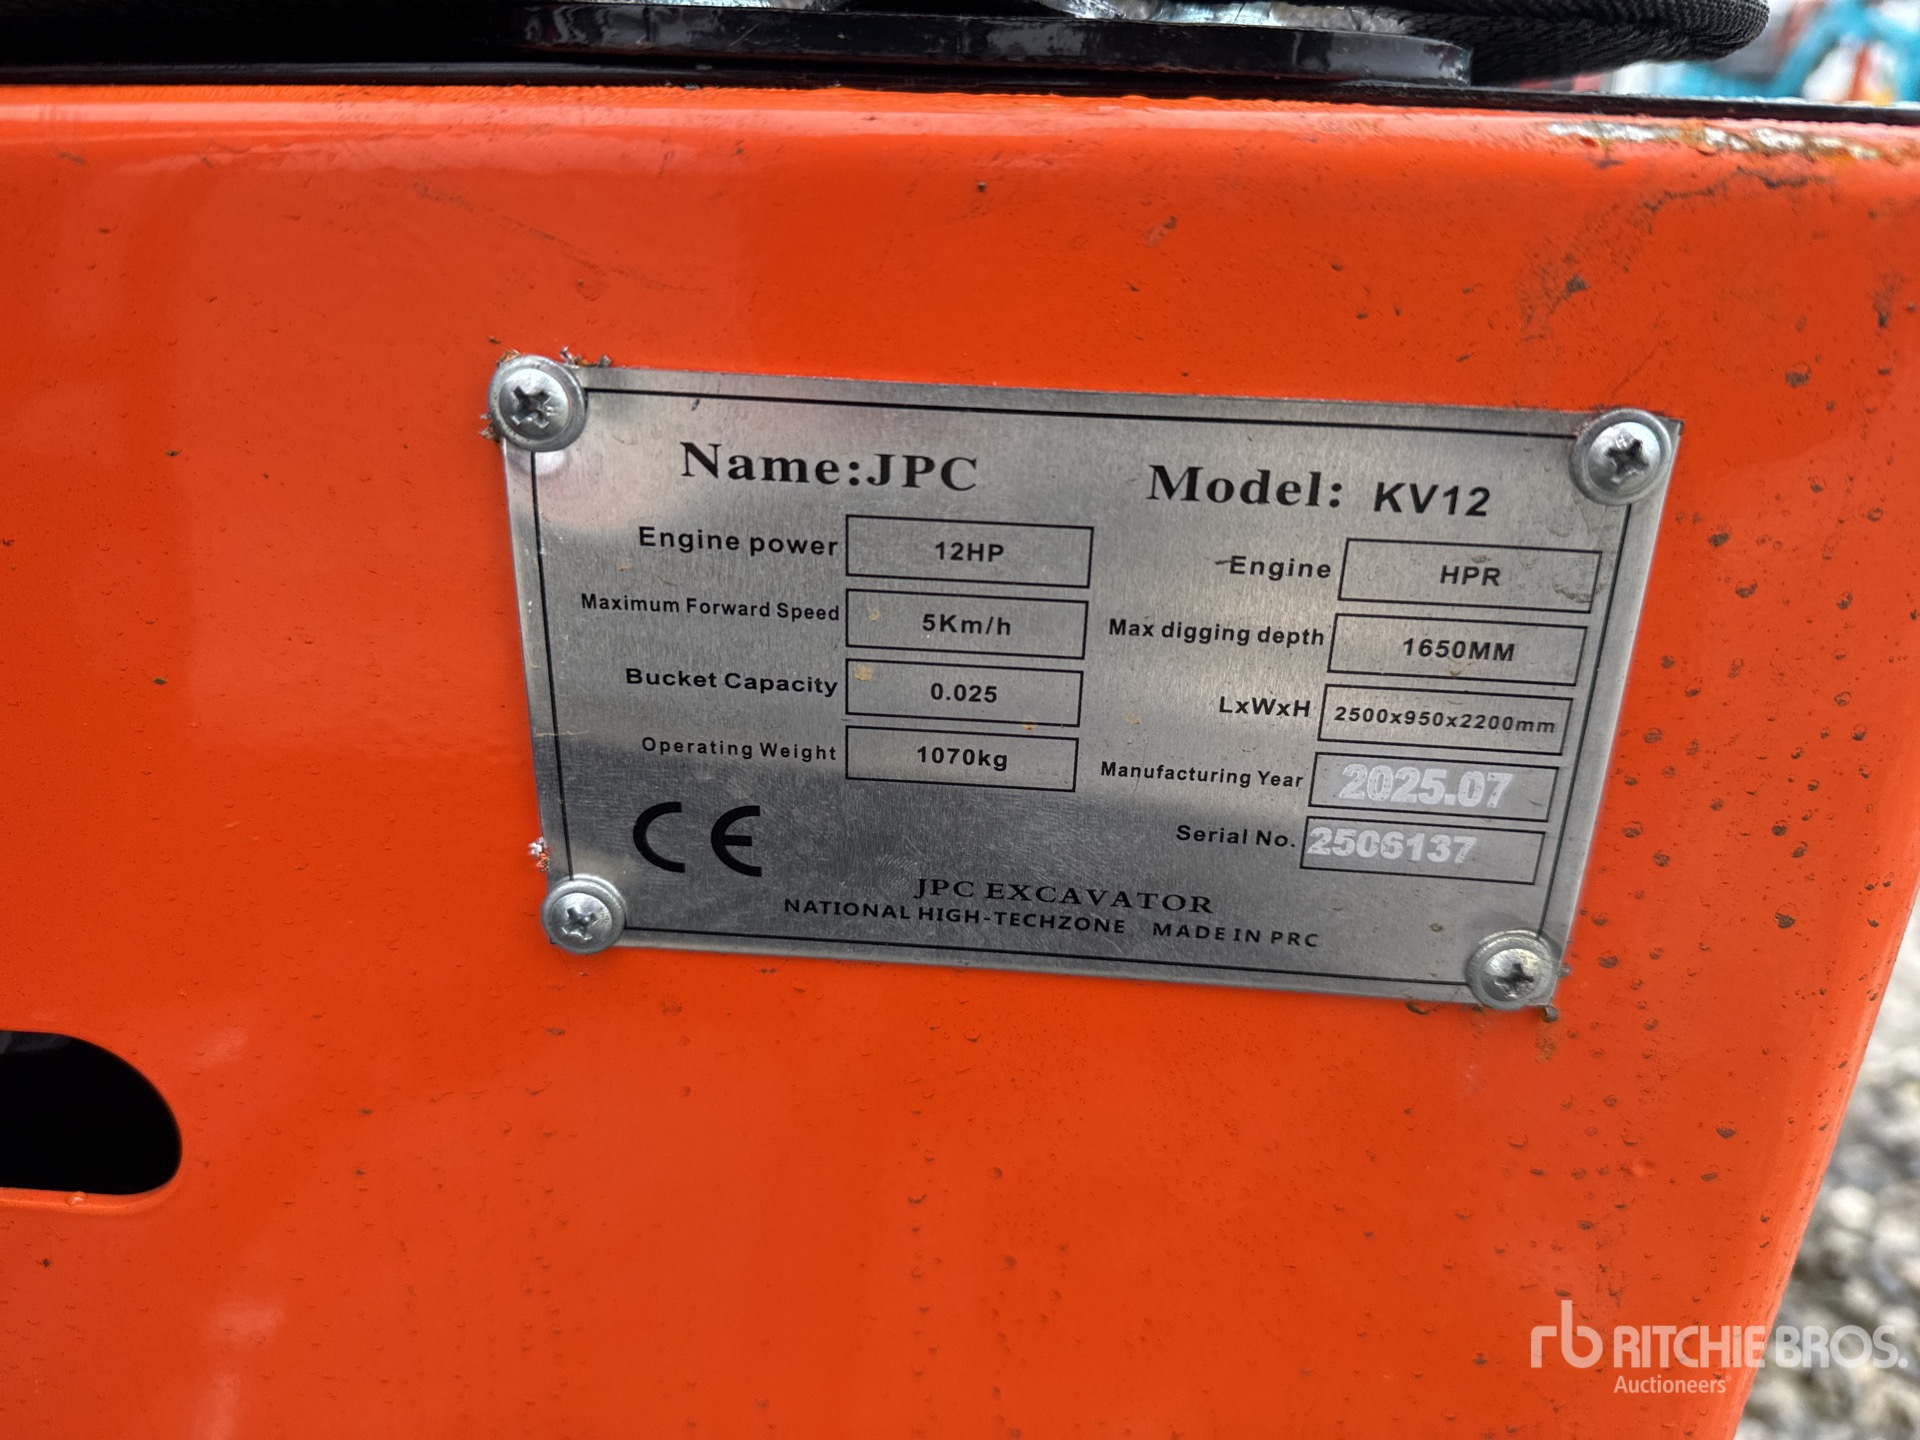 Name:JPC Model: KV12
Engine power 12HP Engine HPR
Maximum Forward Speed 5Km/h Max digging depth 1650MM
Bucket Capacity 0.025 LxWxH 2500x950x2200mm
Operating Weight 1070kg Manufacturing Year 2025.07
Serial No. 2506137
CE
JPC EXCAVATOR
NATIONAL HIGH-TECHZONE MADE IN PRC
rb RITCHIE BROS.
Auctioneers